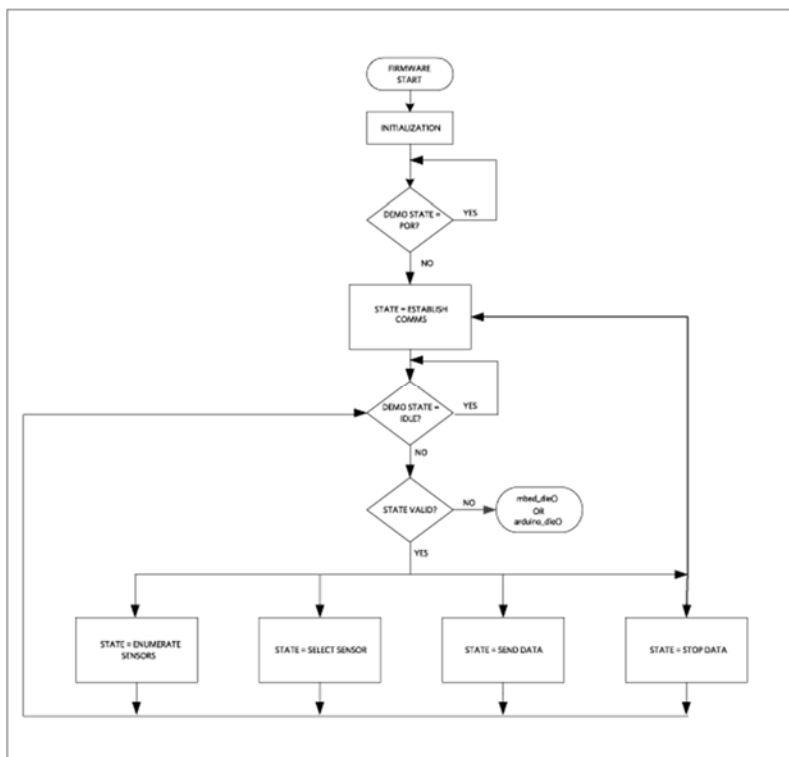 FIRMWARE
START
INITIALIZATION
DEMO STATE =
POR?
YES
NO
STATE = ESTABLISH
COMMS
DEMO STATE =
IDLE?
YES
NO
STATE VALID?
NO
mbed_die()
OR
arduino_die()
YES
STATE = ENUMERATE
SENSORS
STATE = SELECT SENSOR
STATE = SEND DATA
STATE = STOP DATA